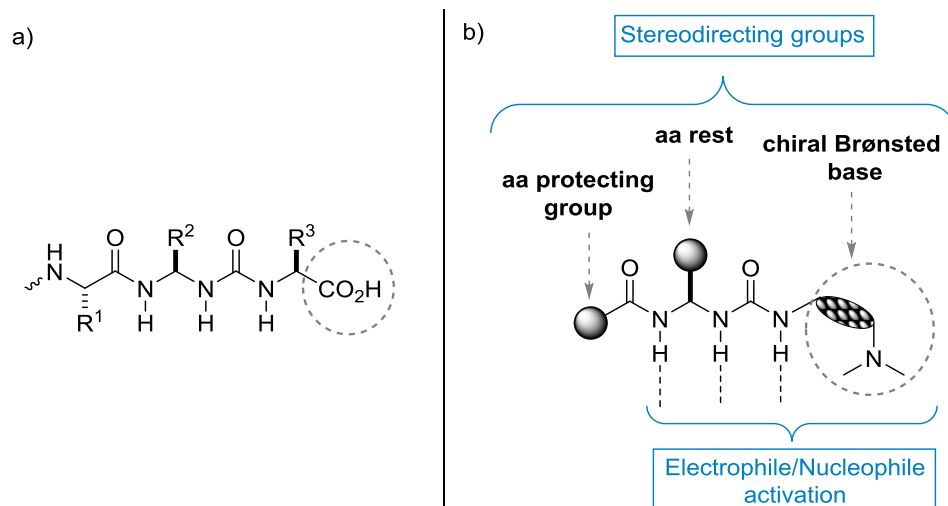 a)
O
R²
O
R³
H
N
N
N
N
CO₂H
H
H
H
R¹
b)
Stereodirecting groups
aa rest
chiral Brønsted
base
aa protecting
group
O
O
N
N
N
H
H
H
N
Electrophile/Nucleophile
activation